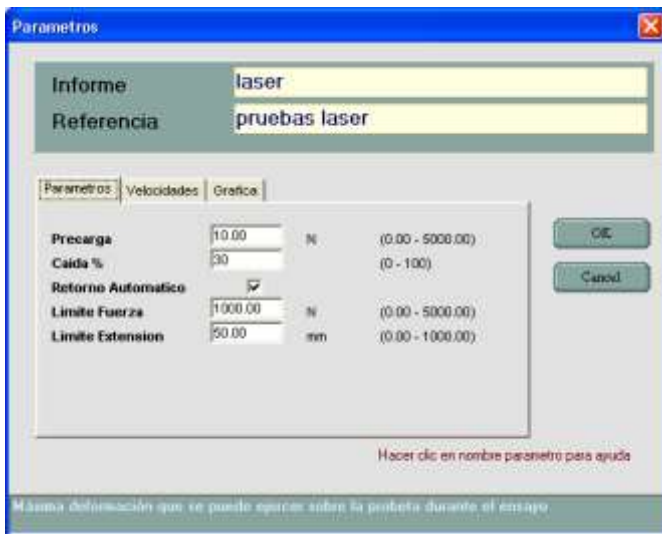 Parametros
Informe laser
Referencia pruebas laser
Parametros Velocidades Grafica
Precarga 10.00 N (0.00 - 5000.00)
Caida % 30 (0 - 100)
Retorno Automatico
Limite Fuerza 1000.00 N (0.00 - 5000.00)
Limite Extension 50.00 mm (0.00 - 1000.00)
OK
Cancel
Hacer clic en nombre parametro para ayuda
Máxima deformación que se puede ejercer sobre la probeta durante el ensayo